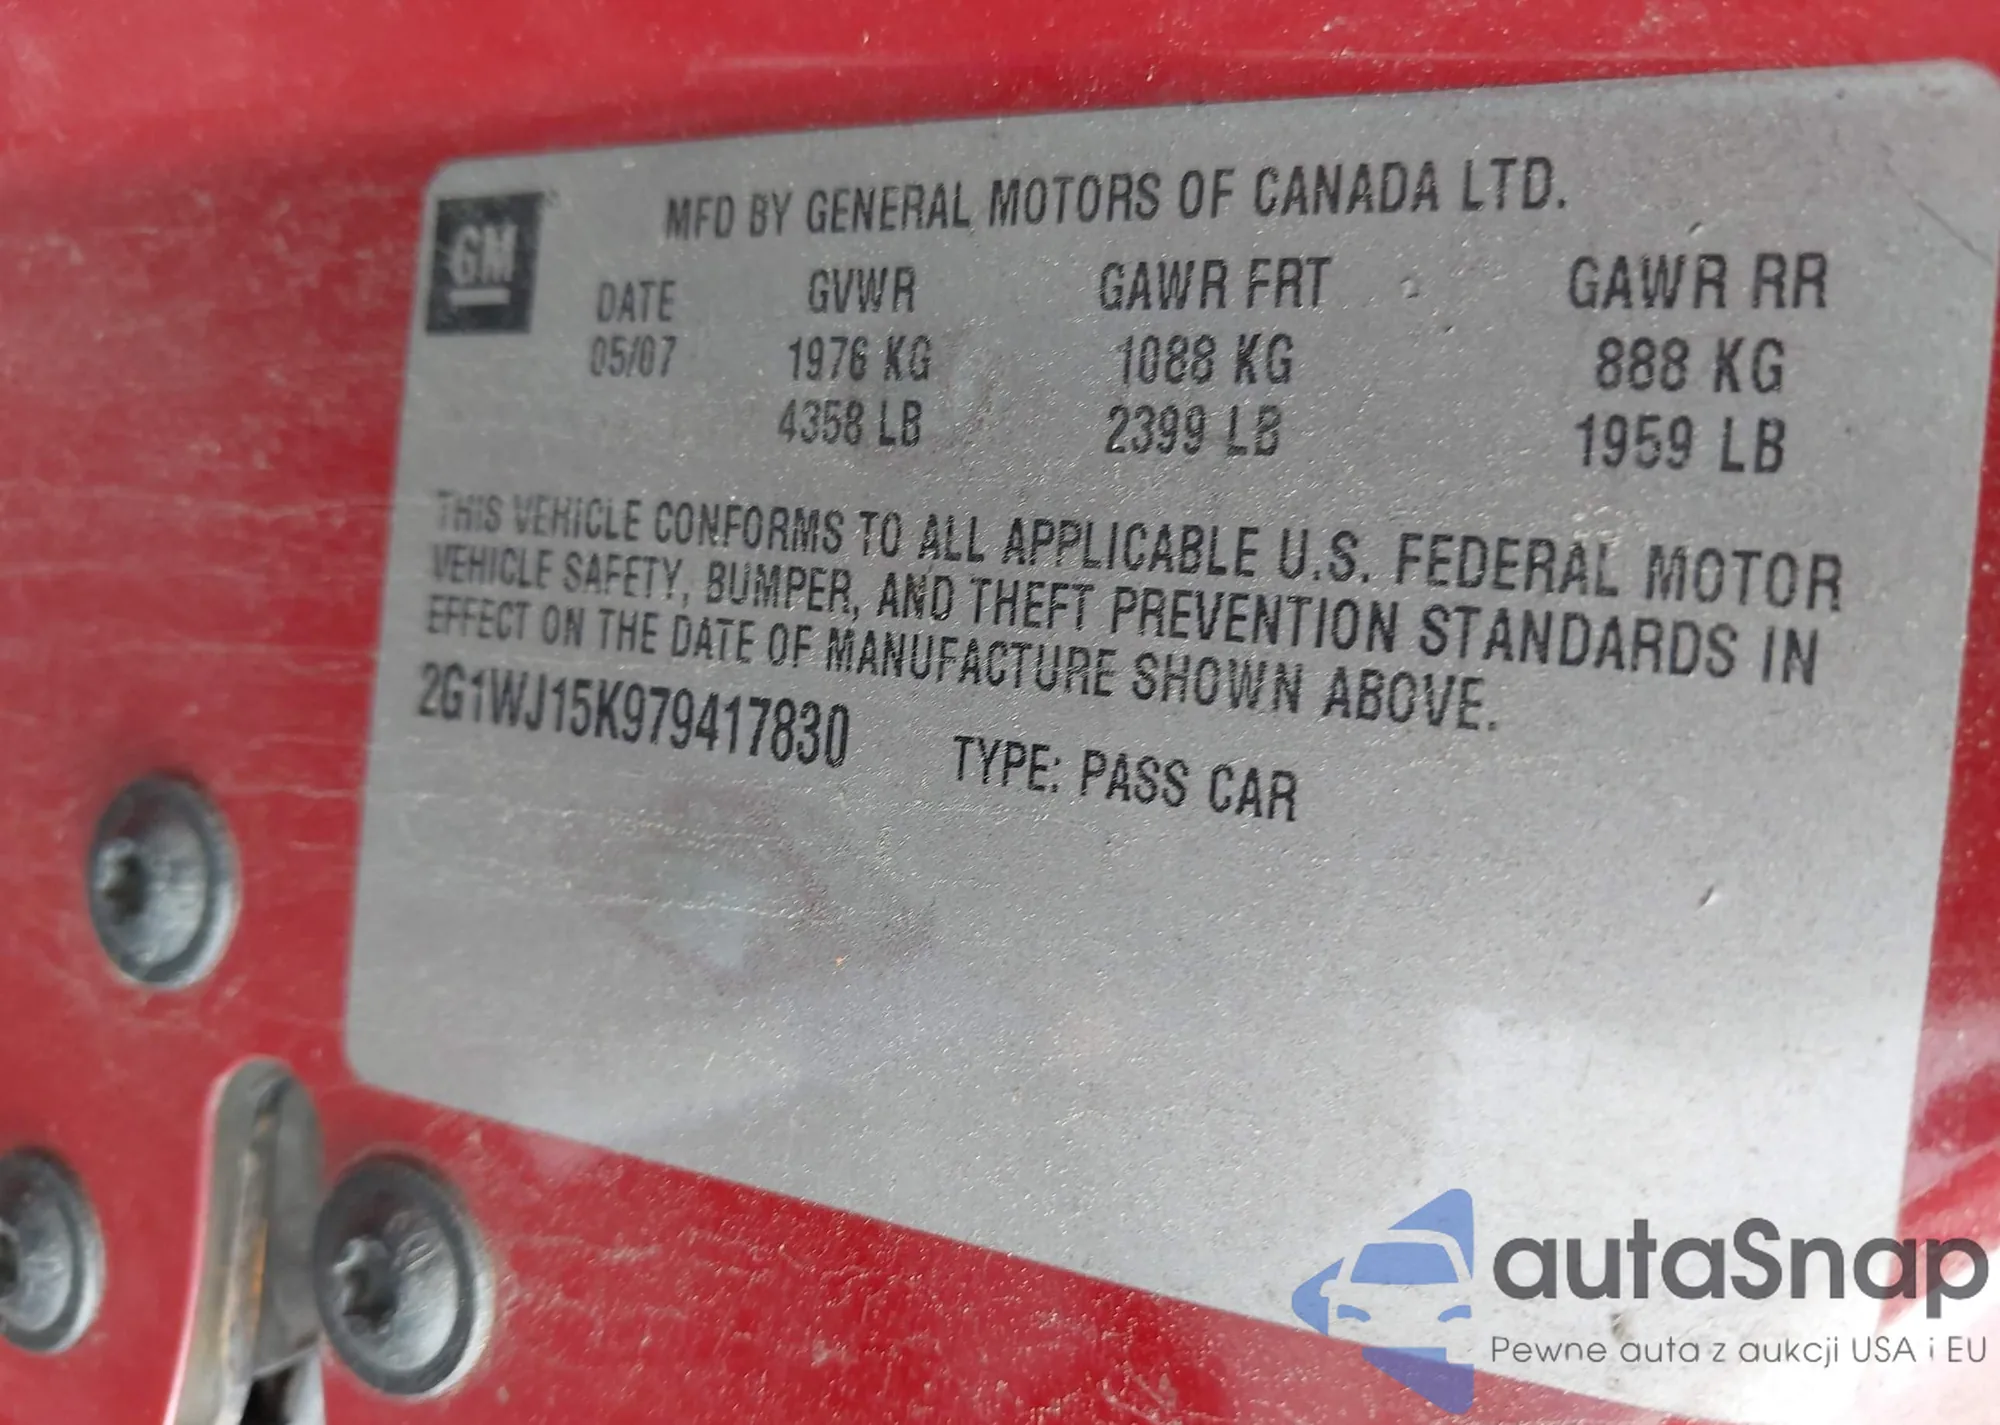 GM
MFD BY GENERAL MOTORS OF CANADA LTD.
DATE GVWR GAWR FRT GAWR RR
05/07 1976 KG 1088 KG 888 KG
4358 LB 2399 LB 1959 LB
THIS VEHICLE CONFORMS TO ALL APPLICABLE U.S. FEDERAL MOTOR
VEHICLE SAFETY, BUMPER, AND THEFT PREVENTION STANDARDS IN
EFFECT ON THE DATE OF MANUFACTURE SHOWN ABOVE.
2G1WJ15K979417830 TYPE: PASS CAR
autaSnap
Pewne auta z aukcji USA i EU